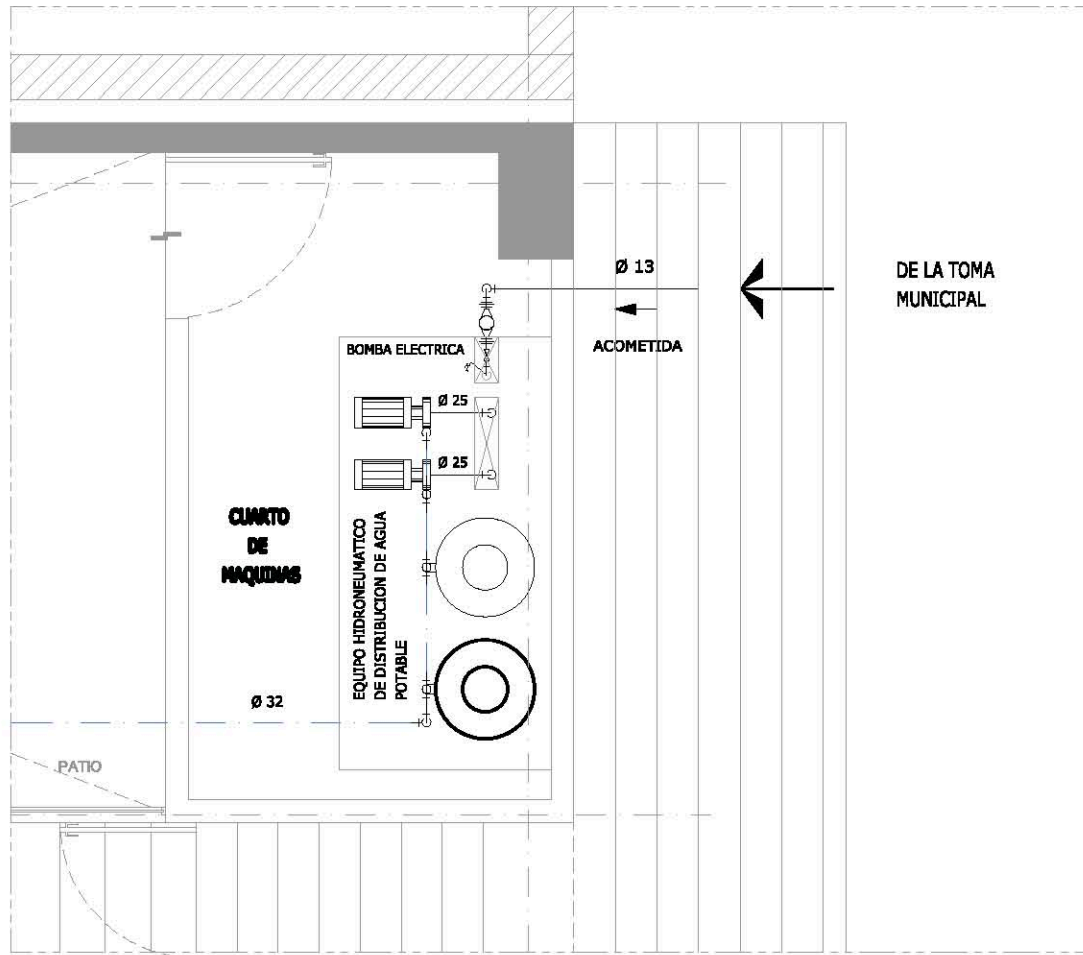 Ø 13
DE LA TOMA
MUNICIPAL
ACOMETIDA
BOMBA ELECTRICA
Ø 25
Ø 25
CUARTO
DE
MAQUINAS
EQUIPO HIDRONEUMATICO
DE DISTRIBUCION DE AGUA
POTABLE
Ø 32
PATIO